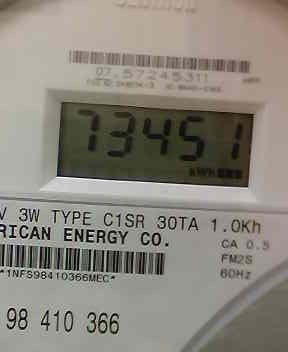 07.57245311
73451
kWh
V 3W TYPE C1SR 30TA 1.0Kh
RICAN ENERGY CO.
CA 0.5
FM2S
60Hz
*1NFS98410366MEC*
98 410 366